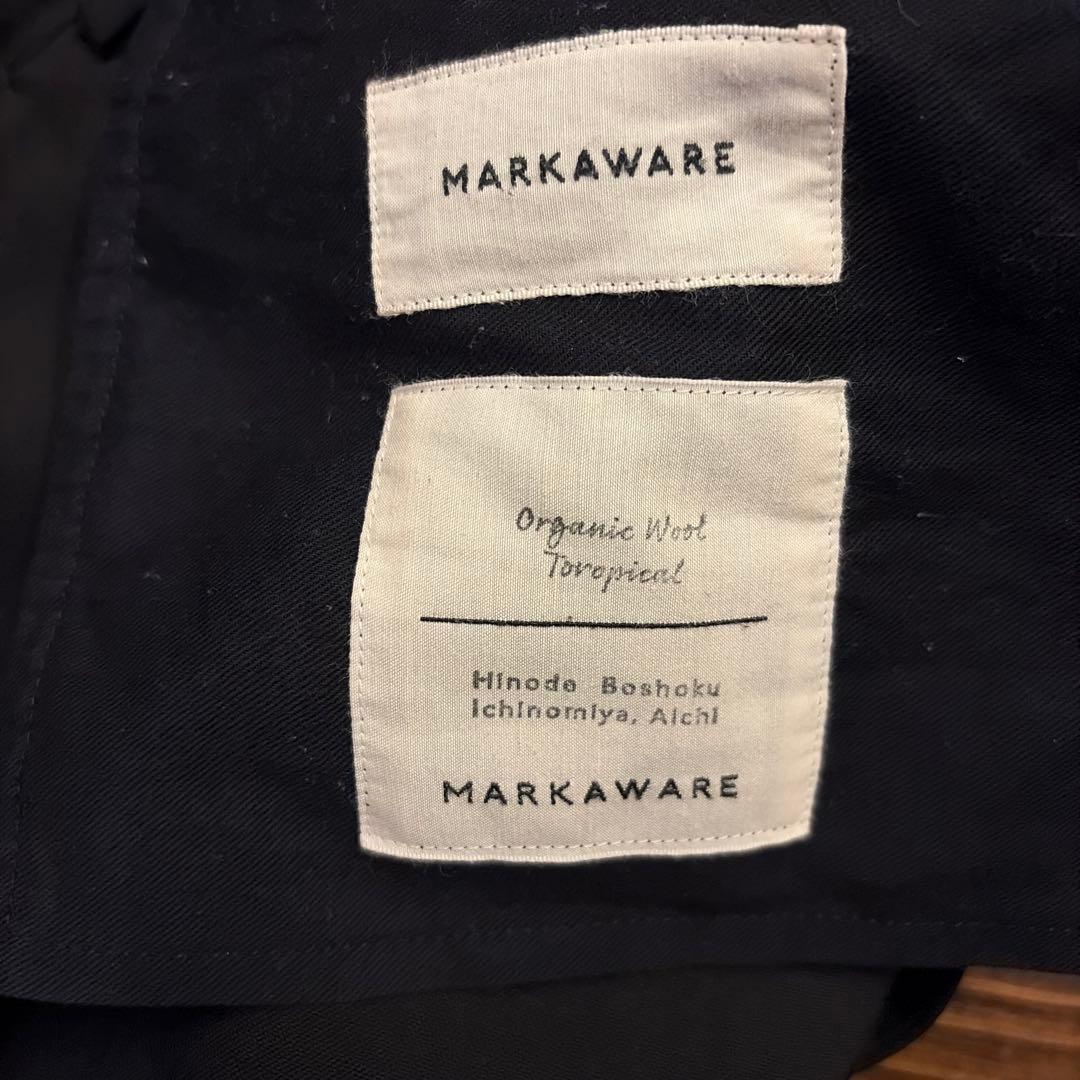 MARKAWARE
Organic Wool
Toropical
Hinode Boshoku
Ichinomiya, Aichi
MARKAWARE